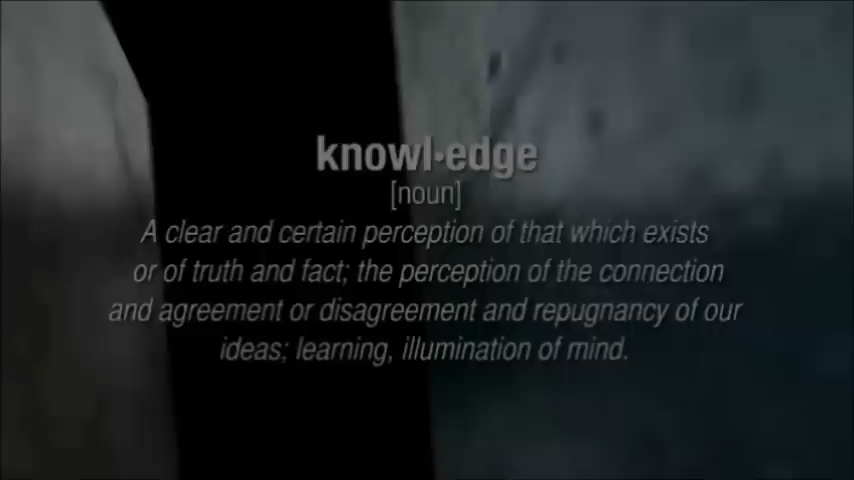 knowl·edge
[noun]
A clear and certain perception of that which exists
or of truth and fact; the perception of the connection
and agreement or disagreement and repugnancy of our
ideas; learning, illumination of mind.